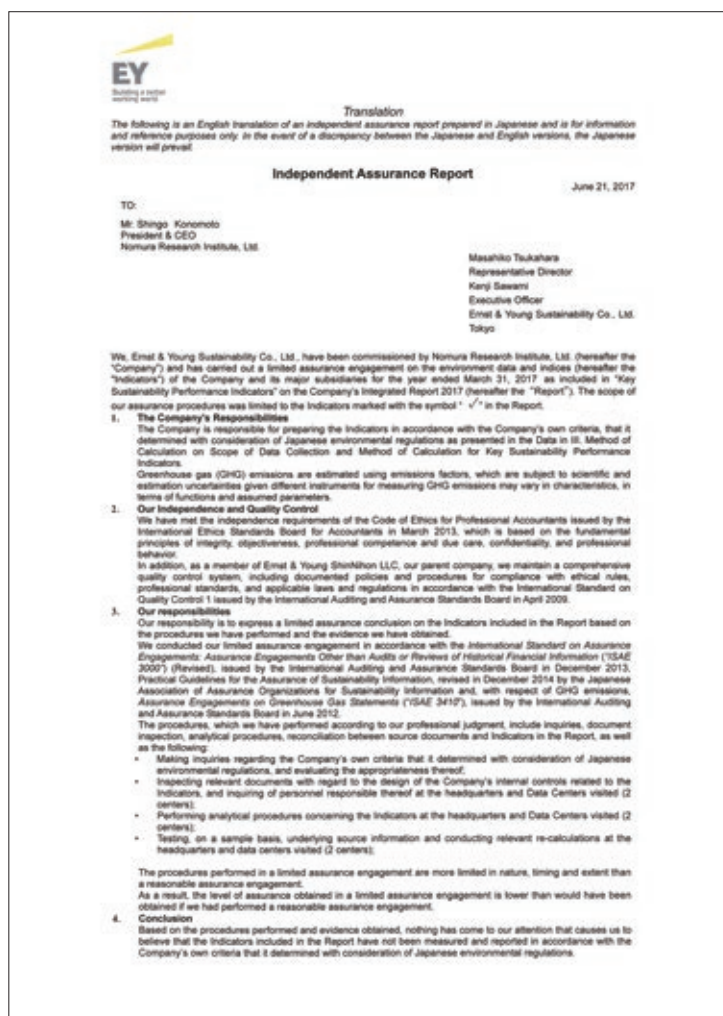 EY
Building a better
working world
Translation
The following is an English translation of an independent assurance report prepared in Japanese and is for information
and reference purposes only. In the event of a discrepancy between the Japanese and English versions, the Japanese
version will prevail.
Independent Assurance Report
June 21, 2017
TO:
Mr. Shingo Konomoto
President & CEO
Nomura Research Institute, Ltd.
Masahiko Tsukahara
Representative Director
Kenji Sawami
Executive Officer
Ernst & Young Sustainability Co., Ltd.
Tokyo
We, Ernst & Young Sustainability Co., Ltd., have been commissioned by Nomura Research Institute, Ltd. (hereafter the
"Company") and has carried out a limited assurance engagement on the environment data and indices (hereafter the
"Indicators") of the Company and its major subsidiaries for the year ended March 31, 2017 as included in "Key
Sustainability Performance Indicators" on the Company's Integrated Report 2017 (hereafter the "Report"). The scope of
our assurance procedures was limited to the Indicators marked with the symbol " ✓" in the Report.
1. The Company's Responsibilities
The Company is responsible for preparing the Indicators in accordance with the Company's own criteria, that it
determined with consideration of Japanese environmental regulations as presented in the Data in III. Method of
Calculation on Scope of Data Collection and Method of Calculation for Key Sustainability Performance
Indicators.
Greenhouse gas (GHG) emissions are estimated using emissions factors, which are subject to scientific and
estimation uncertainties given different instruments for measuring GHG emissions may vary in characteristics, in
terms of functions and assumed parameters.
2. Our Independence and Quality Control
We have met the independence requirements of the Code of Ethics for Professional Accountants issued by the
International Ethics Standards Board for Accountants in March 2013, which is based on the fundamental
principles of integrity, objectiveness, professional competence and due care, confidentiality, and professional
behavior.
In addition, as a member of Ernst & Young ShinNihon LLC, our parent company, we maintain a comprehensive
quality control system, including documented policies and procedures for compliance with ethical rules,
professional standards, and applicable laws and regulations in accordance with the International Standard on
Quality Control 1 issued by the International Auditing and Assurance Standards Board in April 2009.
3. Our responsibilities
Our responsibility is to express a limited assurance conclusion on the Indicators included in the Report based on
the procedures we have performed and the evidence we have obtained.
We conducted our limited assurance engagement in accordance with the International Standard on Assurance
Engagements: Assurance Engagements Other than Audits or Reviews of Historical Financial Information ("ISAE
3000") (Revised), issued by the International Auditing and Assurance Standards Board in December 2013,
Practical Guidelines for the Assurance of Sustainability Information, revised in December 2014 by the Japanese
Association of Assurance Organizations for Sustainability Information and, with respect of GHG emissions,
Assurance Engagements on Greenhouse Gas Statements ("ISAE 3410"), issued by the International Auditing
and Assurance Standards Board in June 2012.
The procedures, which we have performed according to our professional judgment, include inquiries, document
inspection, analytical procedures, reconciliation between source documents and Indicators in the Report, as well
as the following:
• Making inquiries regarding the Company's own criteria that it determined with consideration of Japanese
environmental regulations, and evaluating the appropriateness thereof;
• Inspecting relevant documents with regard to the design of the Company's internal controls related to the
Indicators, and inquiring of personnel responsible thereof at the headquarters and Data Centers visited (2
centers);
• Performing analytical procedures concerning the Indicators at the headquarters and Data Centers visited (2
centers);
• Testing, on a sample basis, underlying source information and conducting relevant re-calculations at the
headquarters and data centers visited (2 centers);
The procedures performed in a limited assurance engagement are more limited in nature, timing and extent than
a reasonable assurance engagement.
As a result, the level of assurance obtained in a limited assurance engagement is lower than would have been
obtained if we had performed a reasonable assurance engagement.
4. Conclusion
Based on the procedures performed and evidence obtained, nothing has come to our attention that causes us to
believe that the Indicators included in the Report have not been measured and reported in accordance with the
Company's own criteria that it determined with consideration of Japanese environmental regulations.